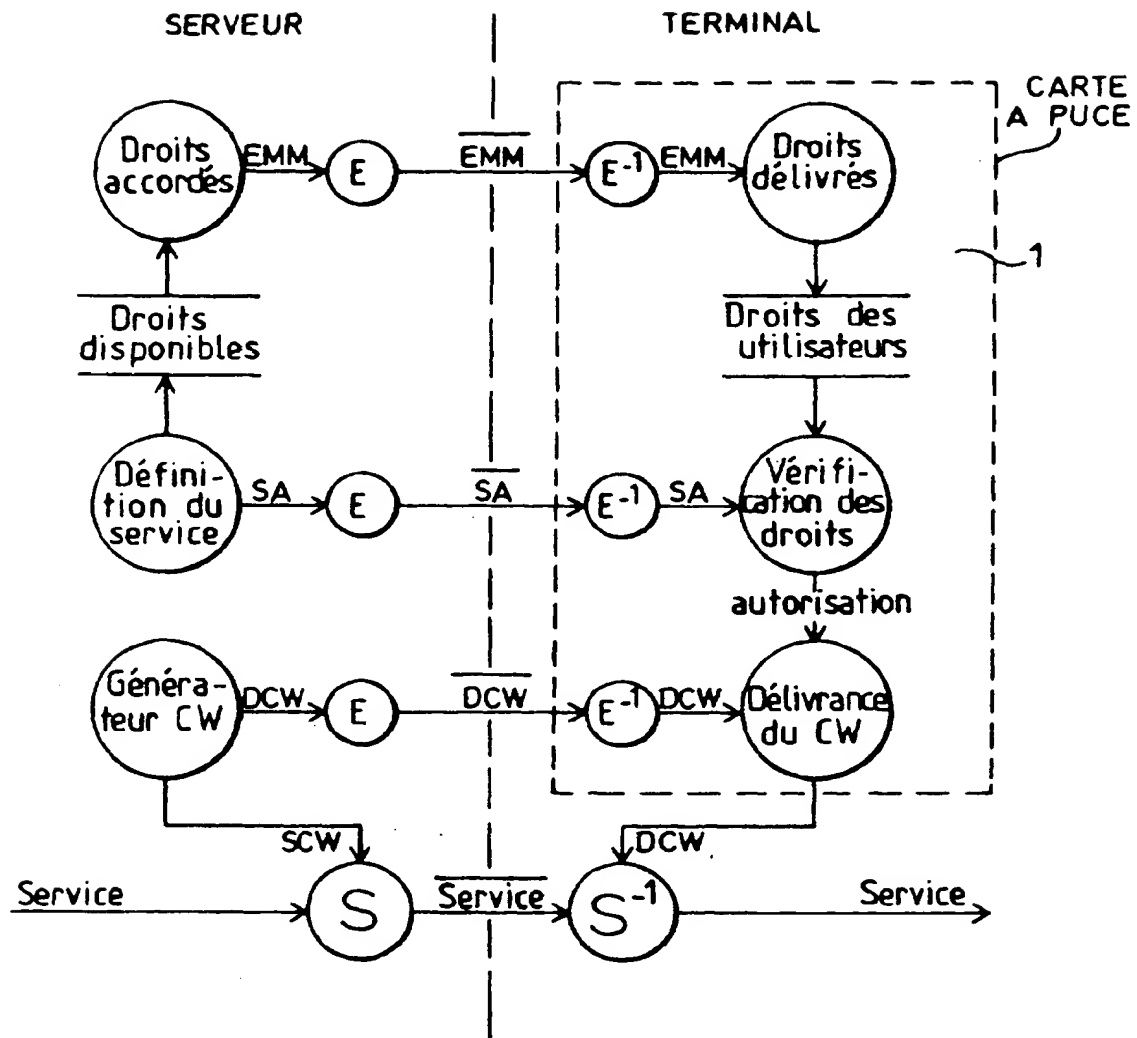 SERVEUR
TERMINAL
CARTE
A PUCE
Droits
accordés
EMM
E
EMM
E-1
EMM
Droits
délivrés
1
Droits
disponibles
Droits des
utilisateurs
Défini-
tion du
service
SA
E
SA
E-1
SA
Vérifi-
cation des
droits
autorisation
Généra-
teur CW
DCW
E
DCW
E-1
DCW
Délivrance
du CW
SCW
DCW
Service
S
Service
S-1
Service